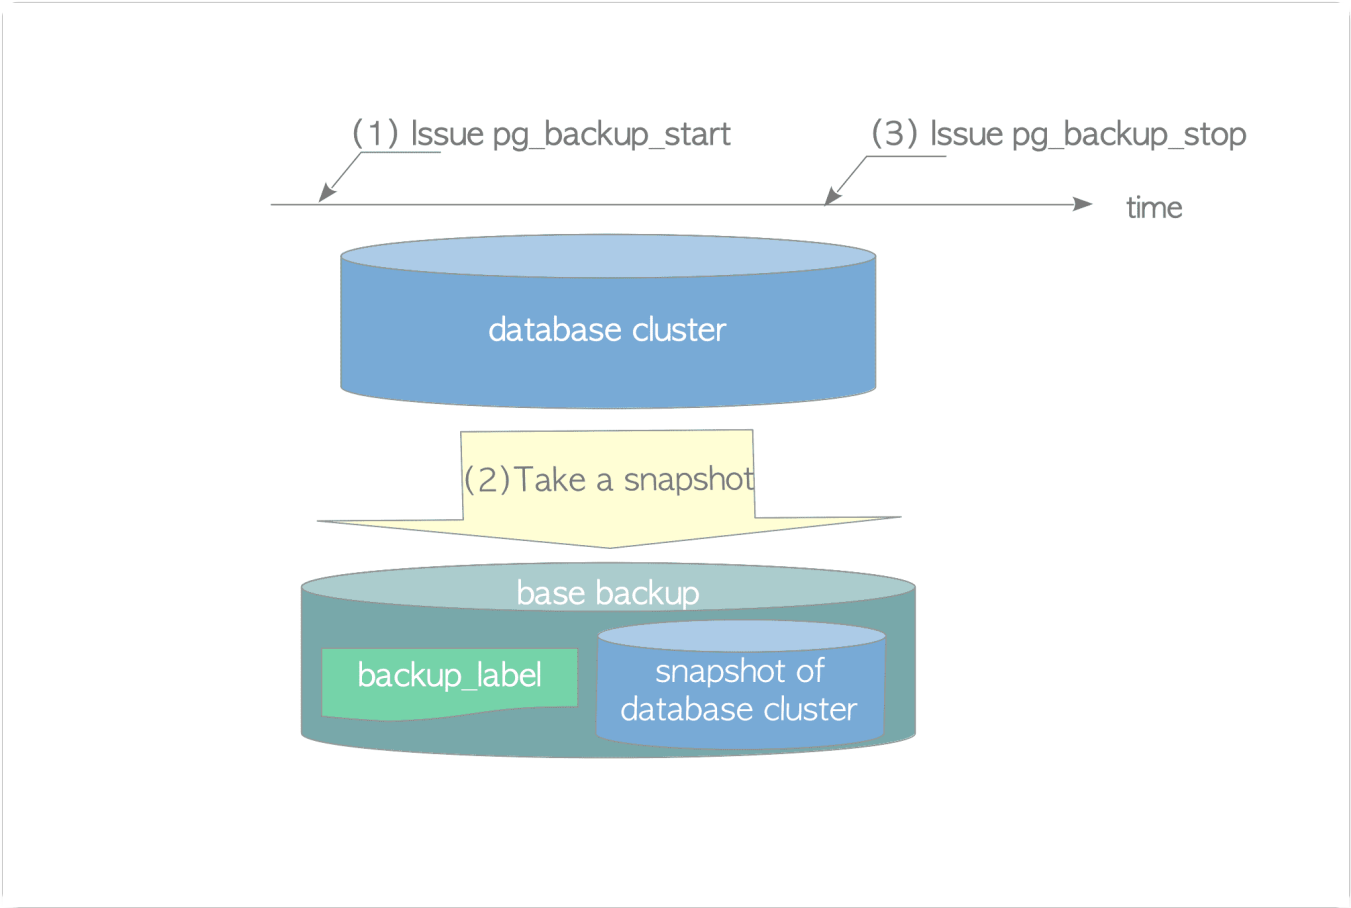 (1) Issue pg_backup_start
(3) Issue pg_backup_stop
time
database cluster
(2)Take a snapshot
base backup
backup_label
snapshot of
database cluster